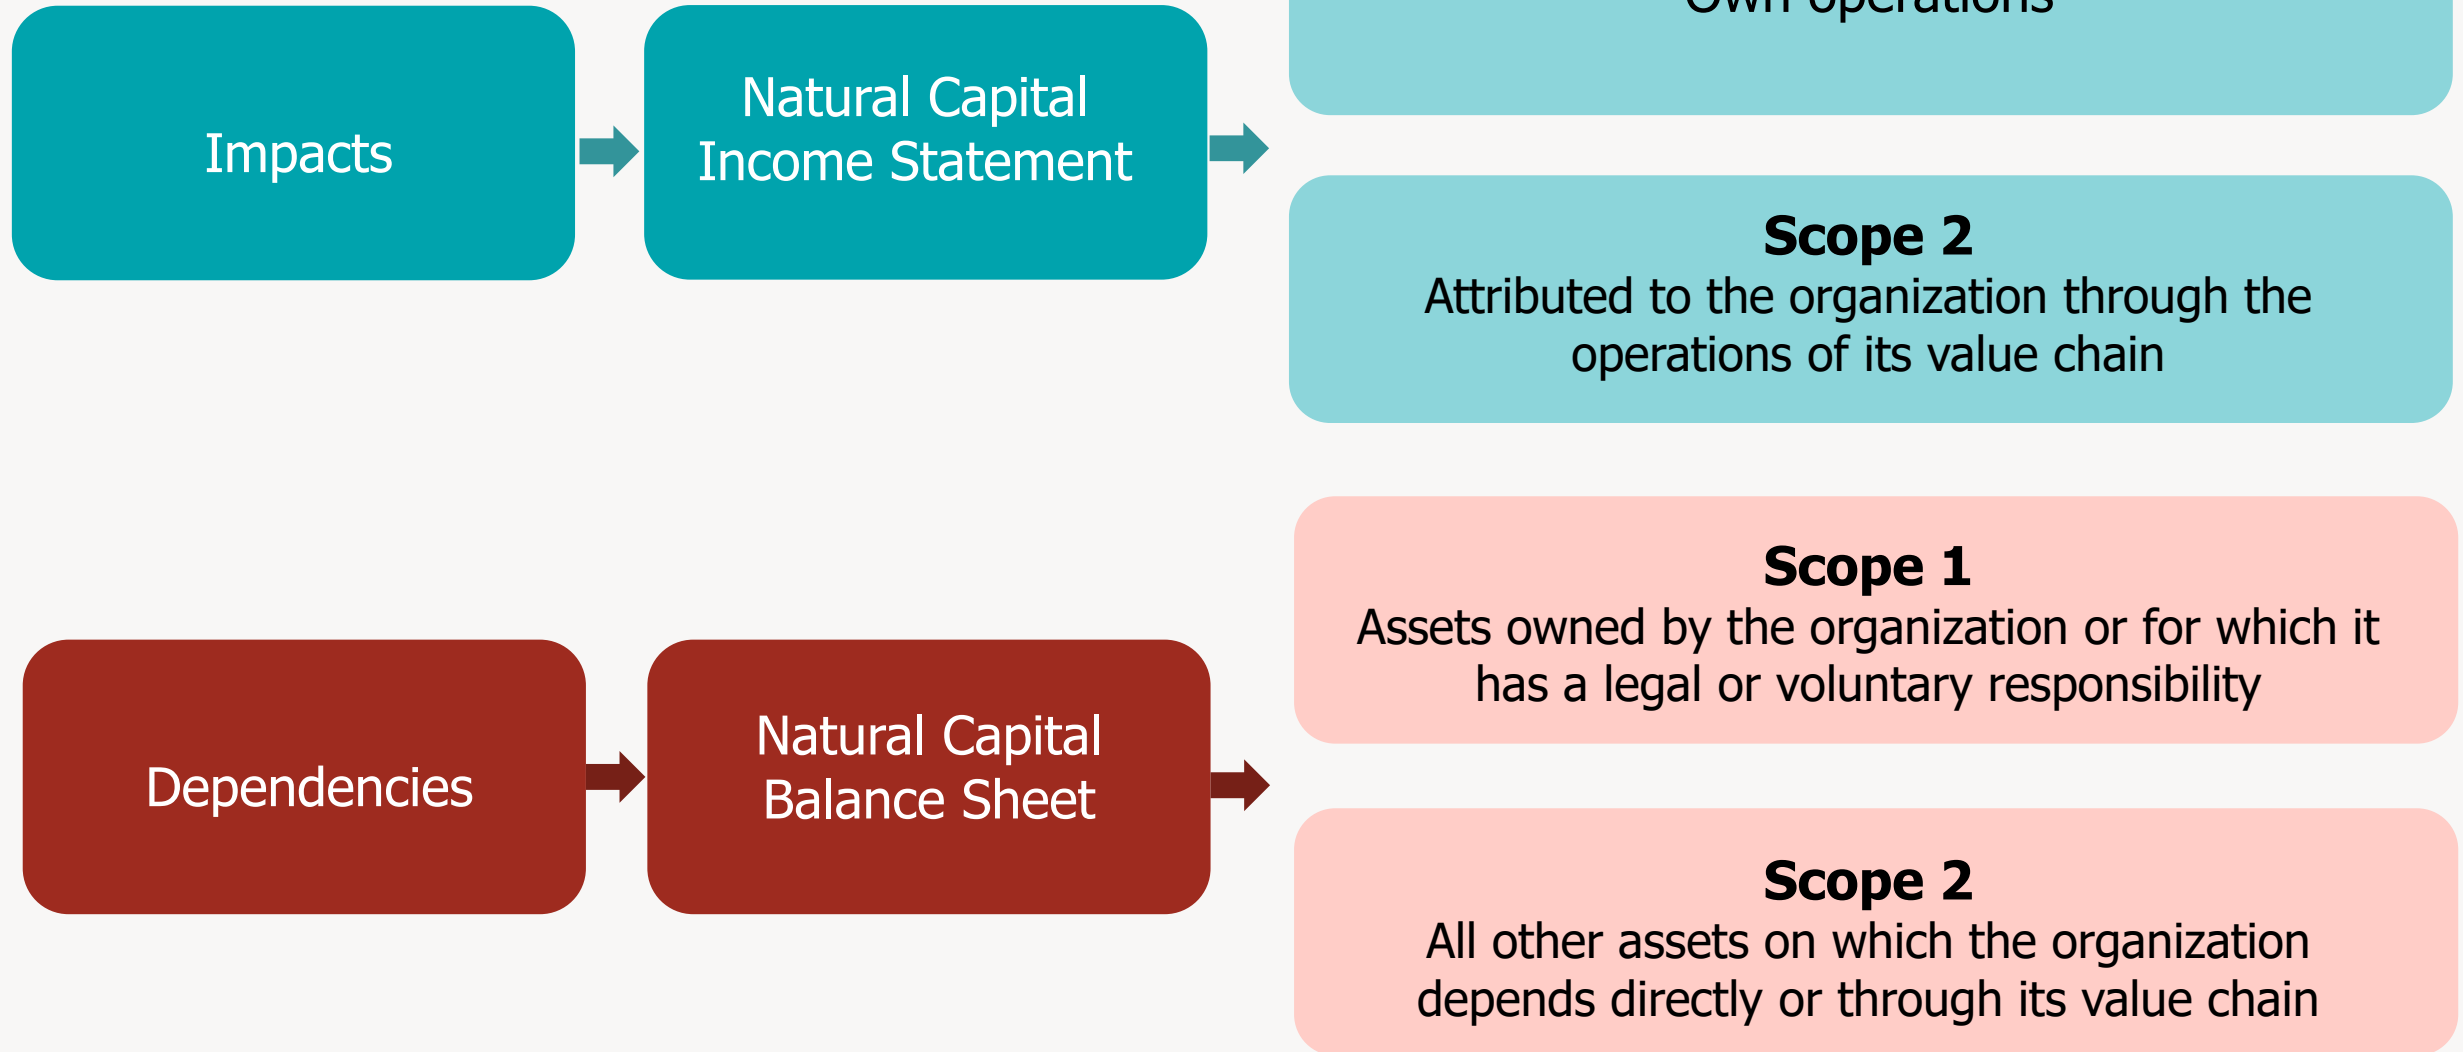 Own operations
Impacts
Natural Capital
Income Statement
Scope 2
Attributed to the organization through the
operations of its value chain
Scope 1
Assets owned by the organization or for which it
has a legal or voluntary responsibility
Dependencies
Natural Capital
Balance Sheet
Scope 2
All other assets on which the organization
depends directly or through its value chain